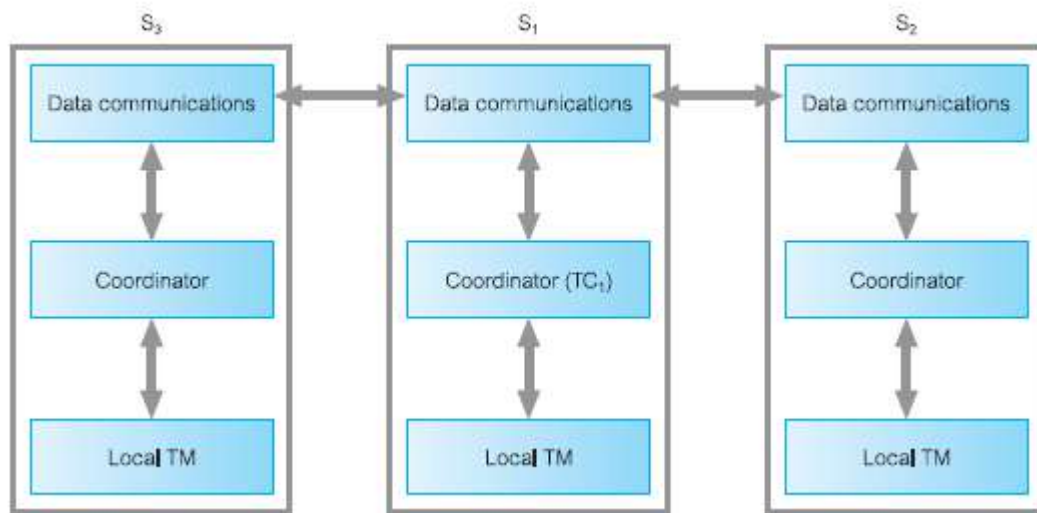 S₃
S₁
S₂
Data communications
Data communications
Data communications
Coordinator
Coordinator (TC₁)
Coordinator
Local TM
Local TM
Local TM